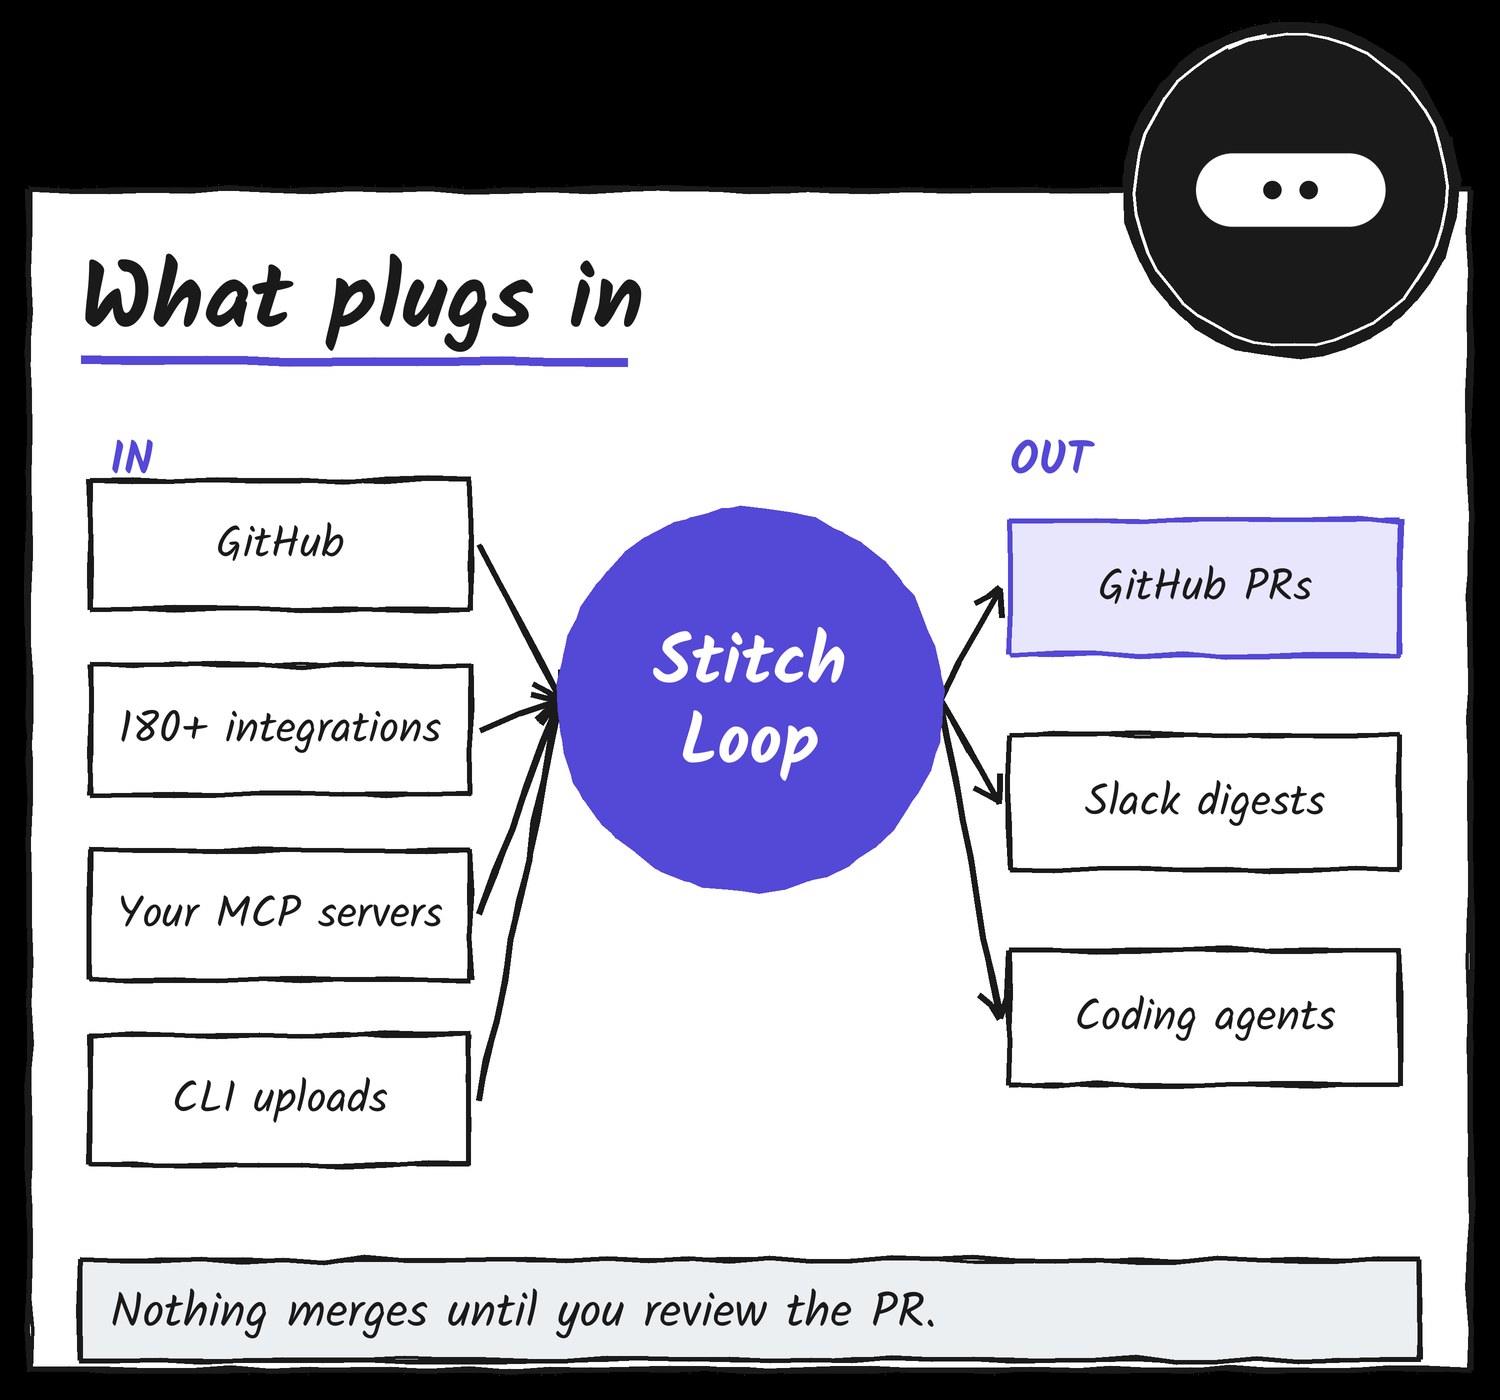 What plugs in
IN
OUT
GitHub
180+ integrations
Your MCP servers
CLI uploads
Stitch
Loop
GitHub PRs
Slack digests
Coding agents
Nothing merges until you review the PR.